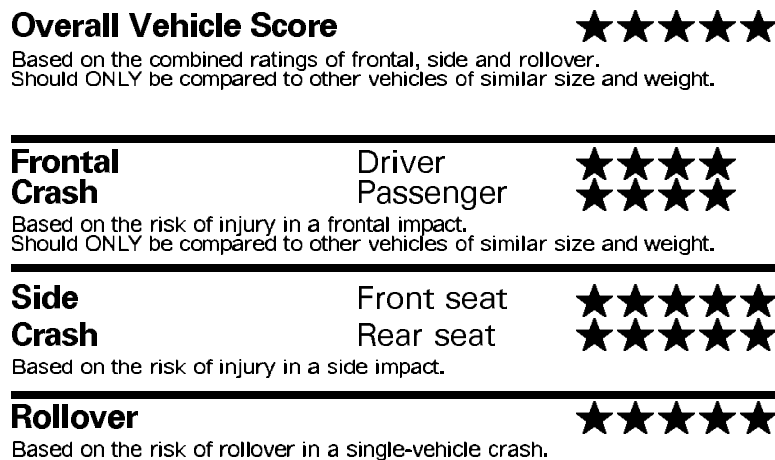 Overall Vehicle Score ★★★★★
Based on the combined ratings of frontal, side and rollover.
Should ONLY be compared to other vehicles of similar size and weight.
Frontal Driver ★★★★
Crash Passenger ★★★★
Based on the risk of injury in a frontal impact.
Should ONLY be compared to other vehicles of similar size and weight.
Side Front seat ★★★★★
Crash Rear seat ★★★★★
Based on the risk of injury in a side impact.
Rollover ★★★★★
Based on the risk of rollover in a single-vehicle crash.